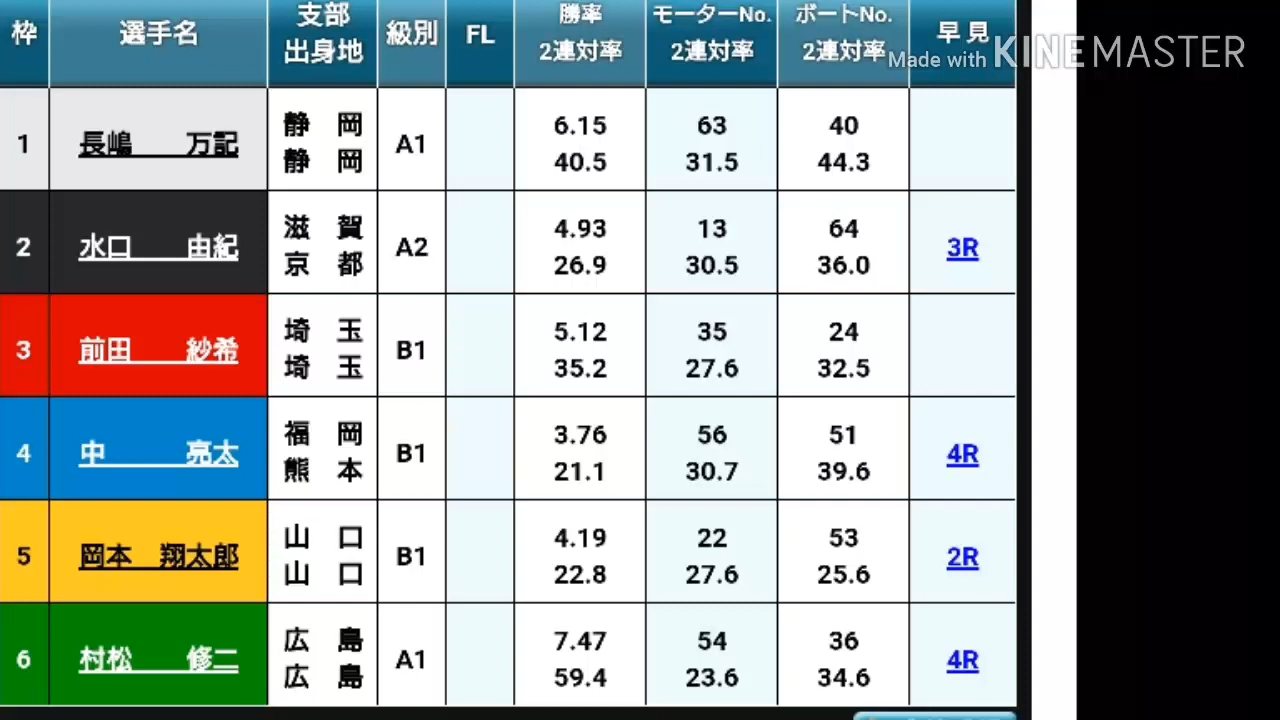 枠 選手名 支部 出身地 級別 FL 勝率 2連対率 モーターNo. 2連対率 ボートNo. 2連対率 早見
Made with KINEMASTER
1 長嶋 万記 静岡 静岡 A1 6.15 40.5 63 31.5 40 44.3
2 水口 由紀 滋賀 京都 A2 4.93 26.9 13 30.5 64 36.0 3R
3 前田 紗希 埼玉 埼玉 B1 5.12 35.2 35 27.6 24 32.5
4 中 亮太 福岡 熊本 B1 3.76 21.1 56 30.7 51 39.6 4R
5 岡本 翔太郎 山口 山口 B1 4.19 22.8 22 27.6 53 25.6 2R
6 村松 修二 広島 広島 A1 7.47 59.4 54 23.6 36 34.6 4R